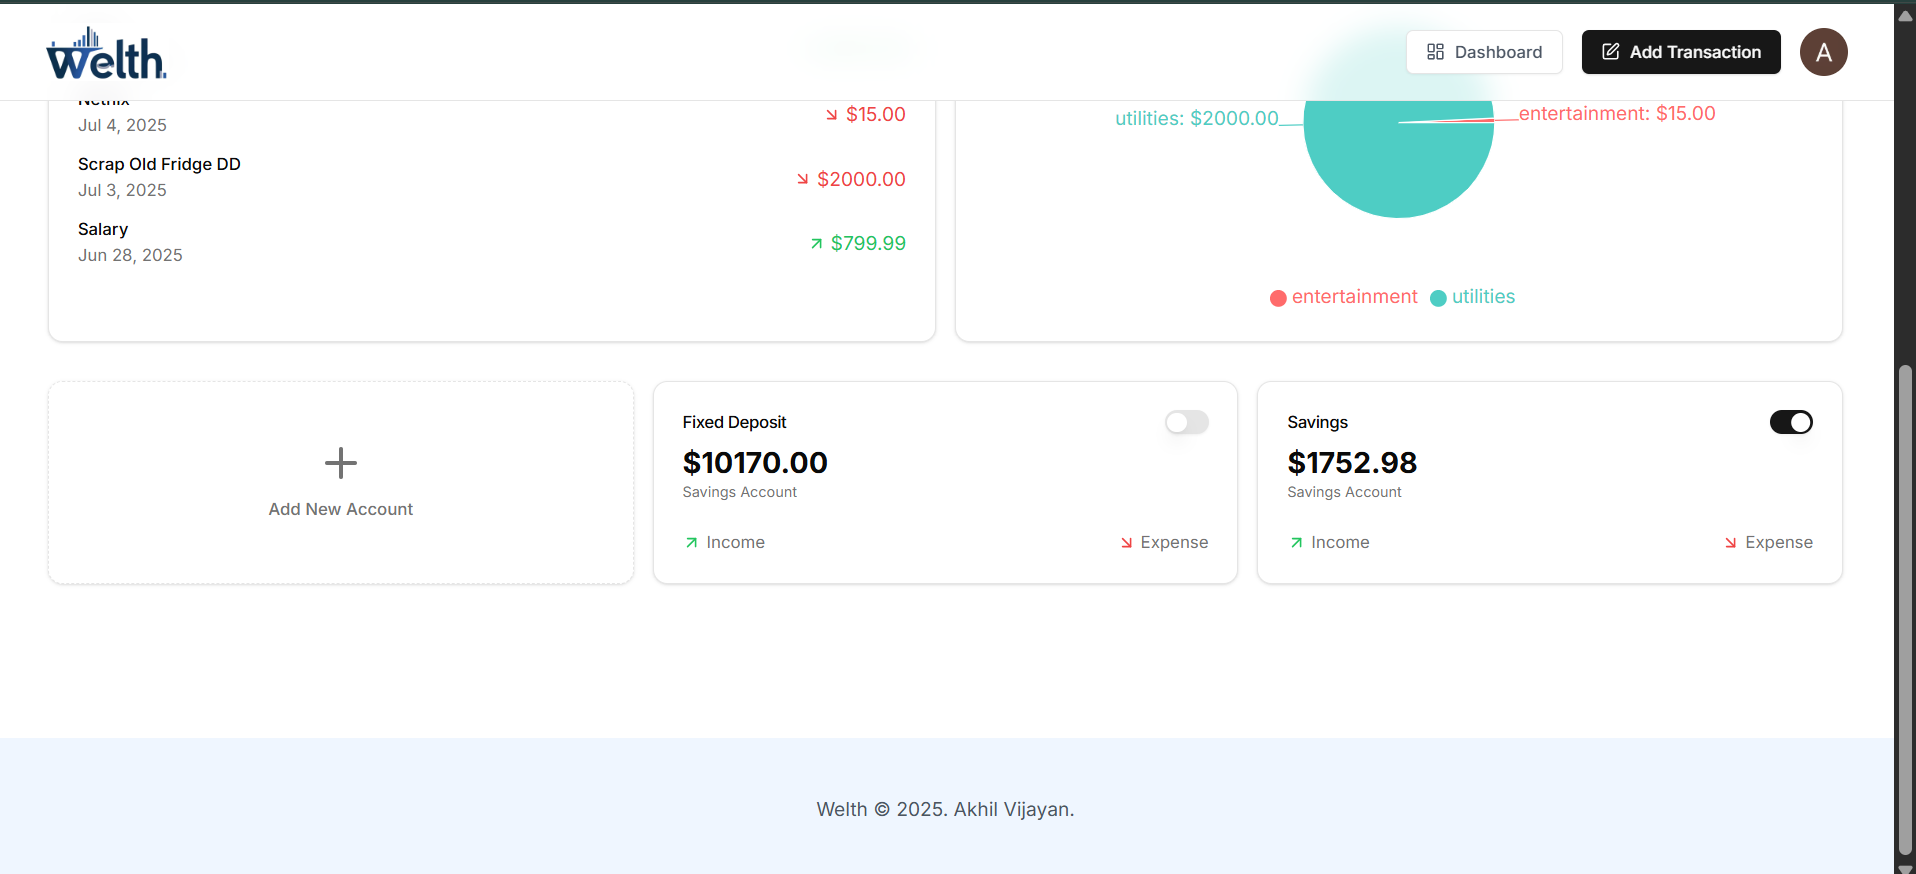 Welth.
Dashboard
Add Transaction
A
Netflix
Jul 4, 2025
$15.00
Scrap Old Fridge DD
Jul 3, 2025
$2000.00
Salary
Jun 28, 2025
$799.99
utilities: $2000.00
entertainment: $15.00
entertainment
utilities
Add New Account
Fixed Deposit
$10170.00
Savings Account
Income
Expense
Savings
$1752.98
Savings Account
Income
Expense
Welth © 2025. Akhil Vijayan.